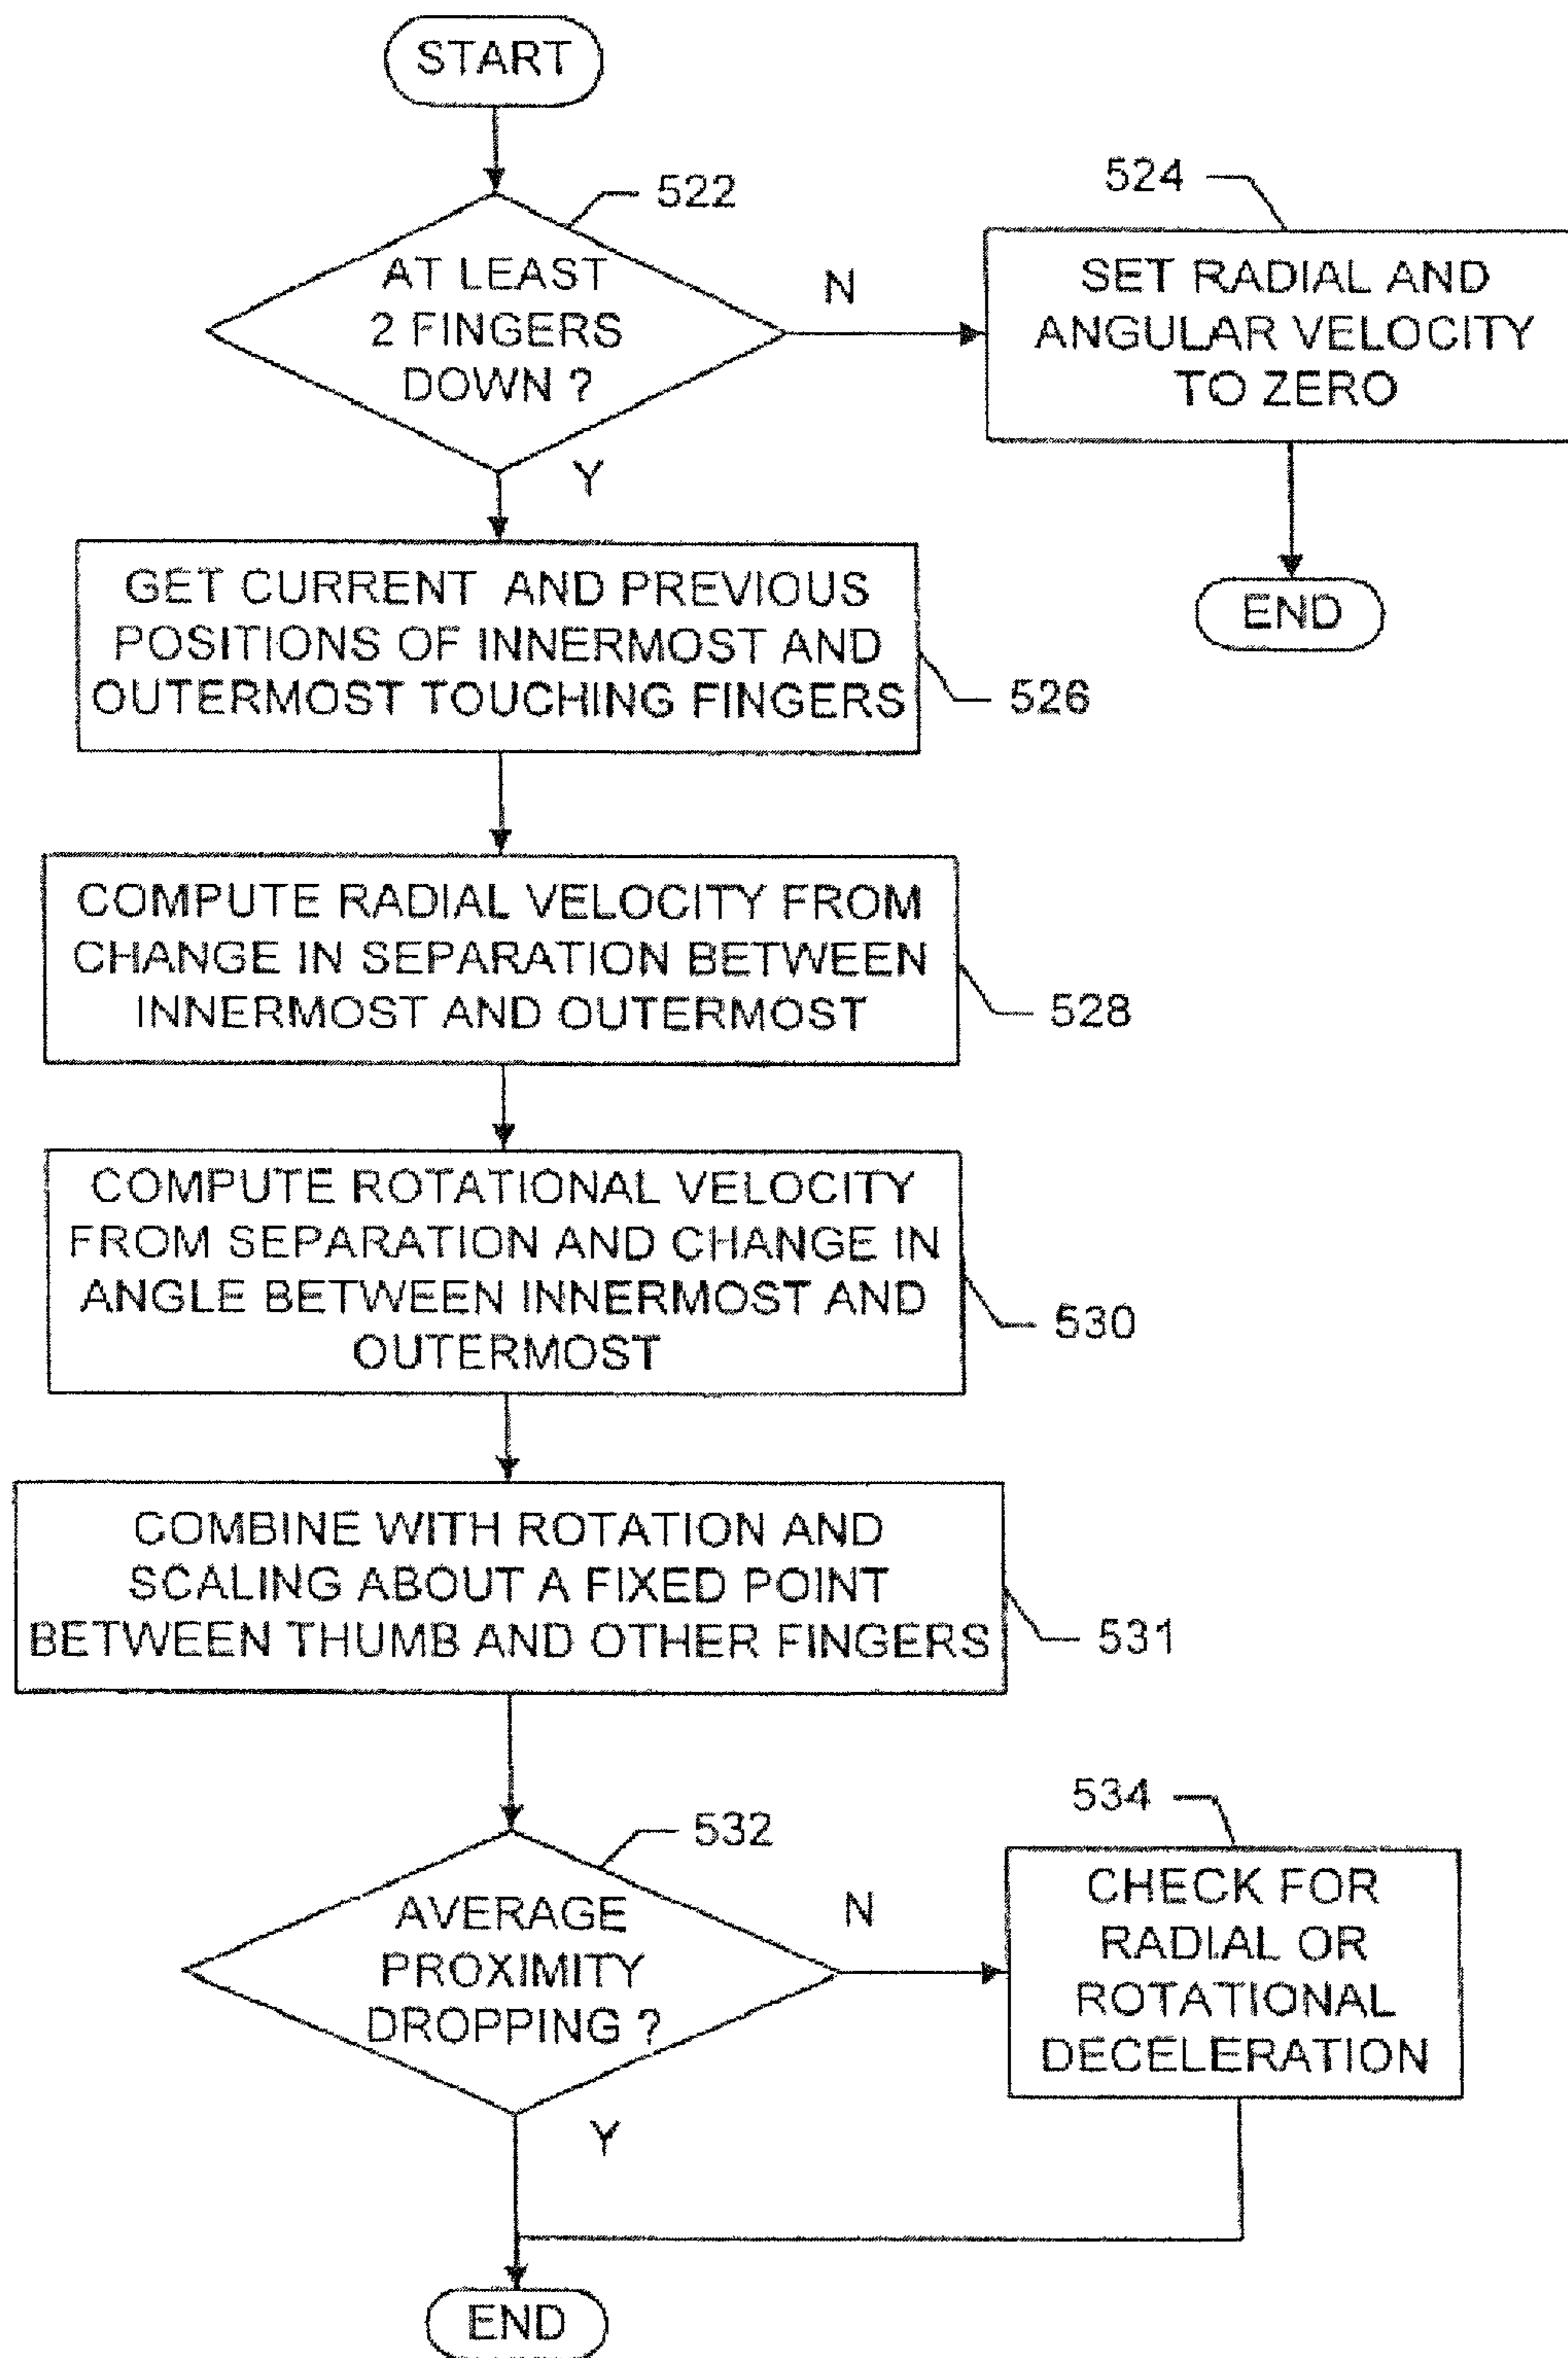 START
522
AT LEAST
2 FINGERS
DOWN ?
N
524
SET RADIAL AND
ANGULAR VELOCITY
TO ZERO
END
Y
GET CURRENT AND PREVIOUS
POSITIONS OF INNERMOST AND
OUTERMOST TOUCHING FINGERS
526
COMPUTE RADIAL VELOCITY FROM
CHANGE IN SEPARATION BETWEEN
INNERMOST AND OUTERMOST
528
COMPUTE ROTATIONAL VELOCITY
FROM SEPARATION AND CHANGE IN
ANGLE BETWEEN INNERMOST AND
OUTERMOST
530
COMBINE WITH ROTATION AND
SCALING ABOUT A FIXED POINT
BETWEEN THUMB AND OTHER FINGERS
531
532
AVERAGE
PROXIMITY
DROPPING ?
N
534
CHECK FOR
RADIAL OR
ROTATIONAL
DECELERATION
Y
END